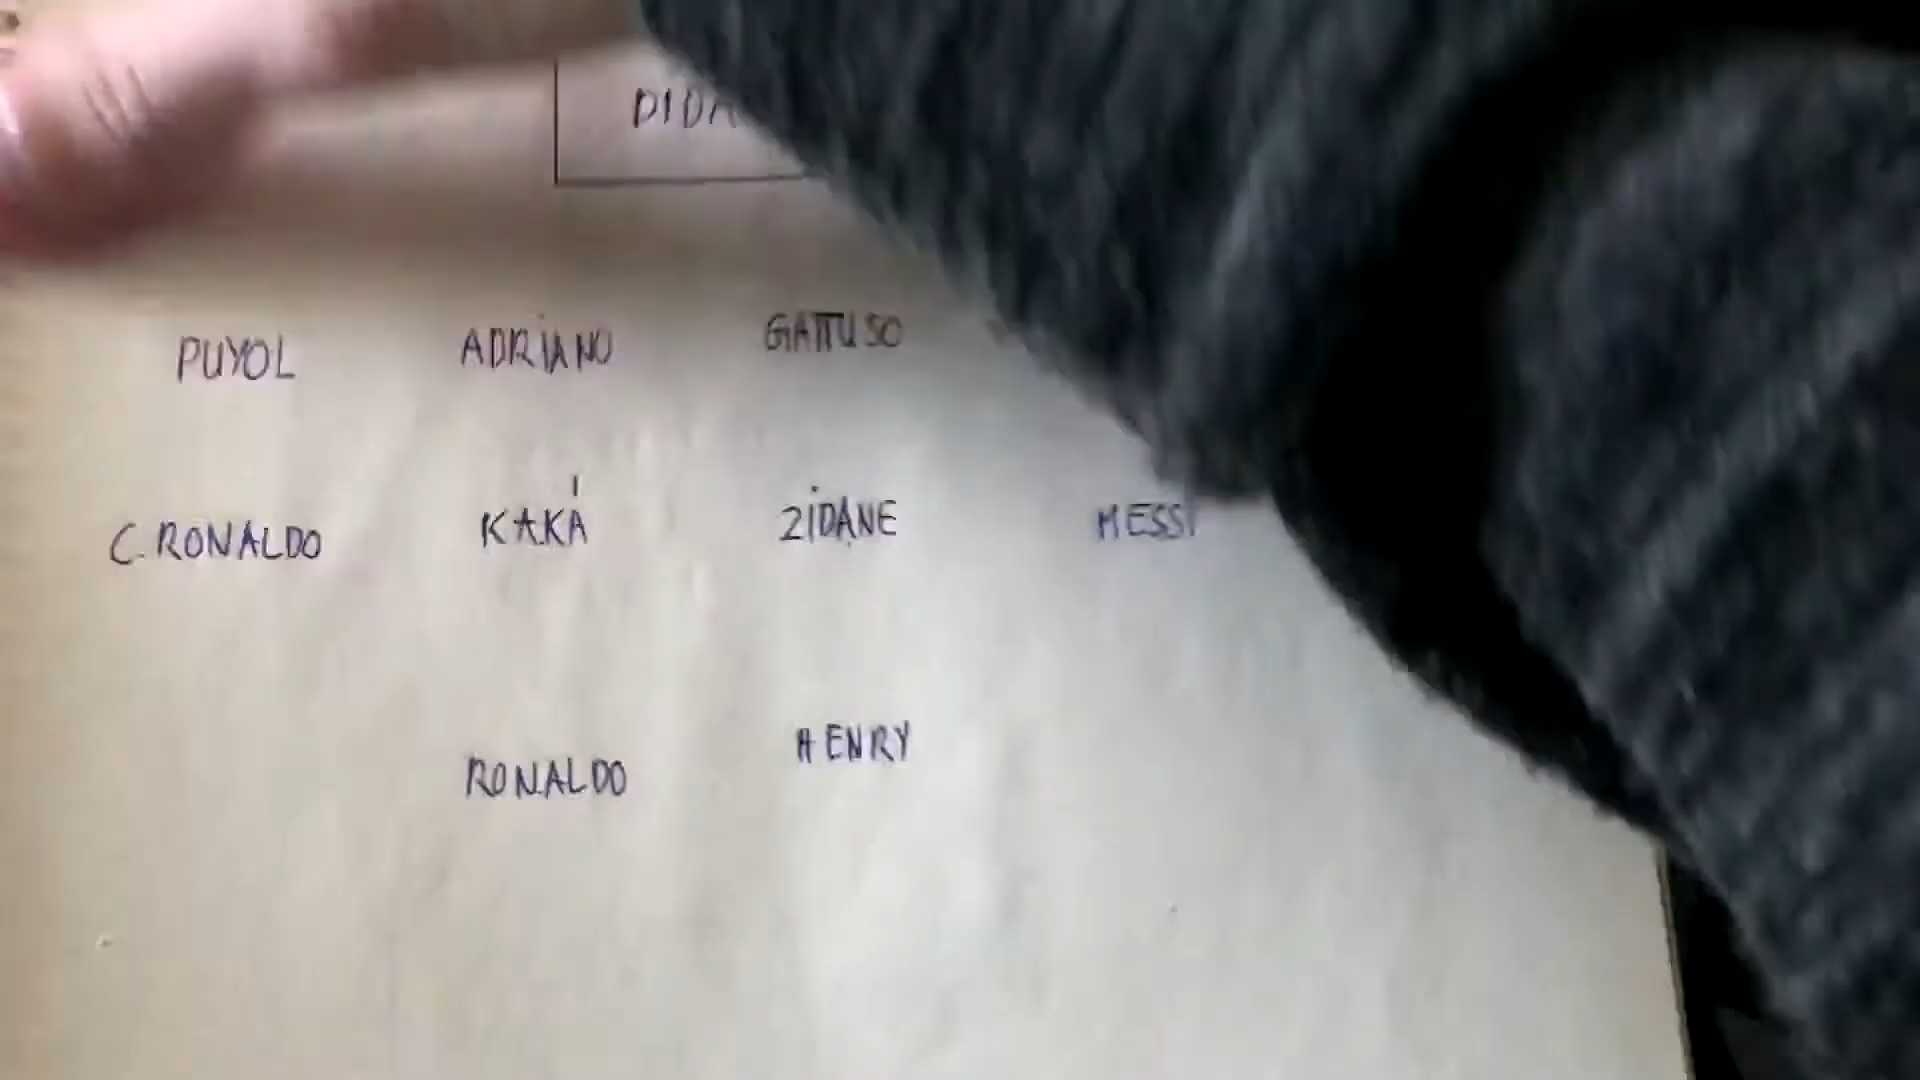 PUYOL ADRiANO GATTUSO
C. RONALDO KAKÁ ZiDANE MESSi
RONALDO HENRY